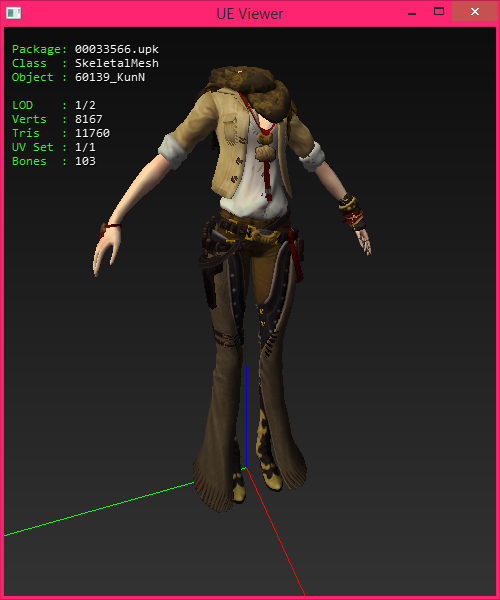 UE Viewer
Package: 00033566.upk
Class : SkeletalMesh
Object : 60139_KunN
LOD : 1/2
Verts : 8167
Tris : 11760
UV Set : 1/1
Bones : 103